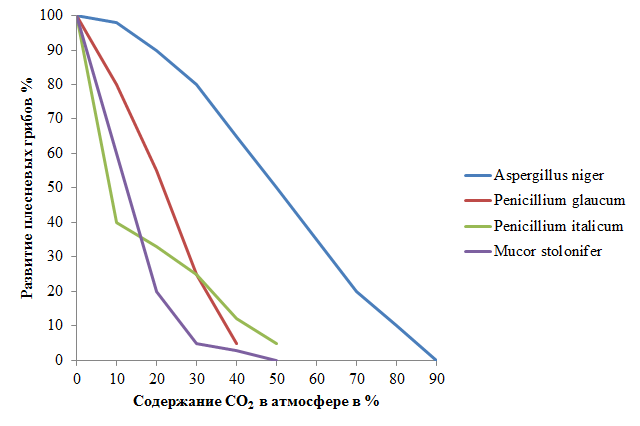 Развитие плесневых грибов %
100
90
80
70
60
50
40
30
20
10
0
0 10 20 30 40 50 60 70 80 90
Содержание CO₂ в атмосфере в %
Aspergillus niger
Penicillium glaucum
Penicillium italicum
Mucor stolonifer